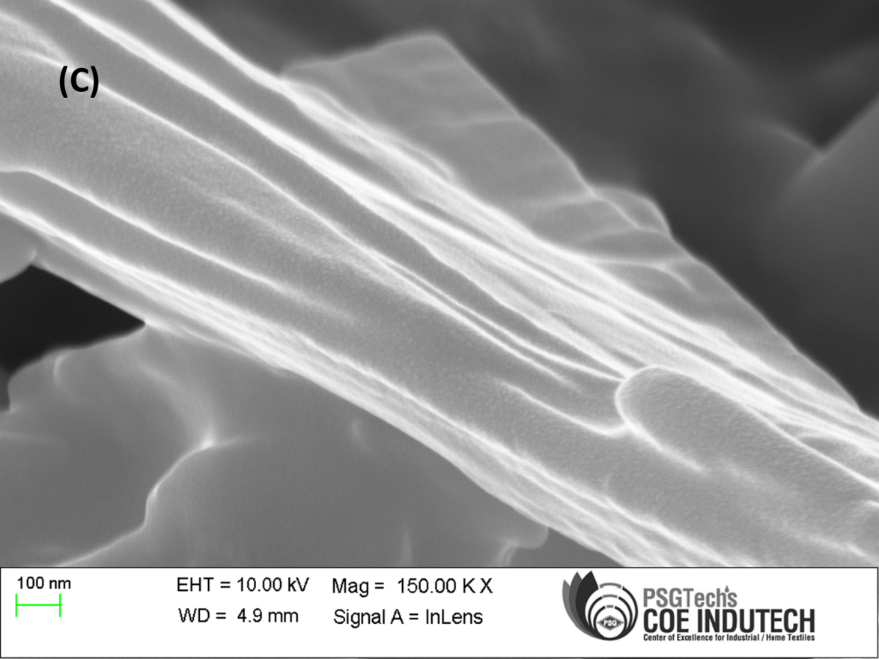 (C)
100 nm
EHT = 10.00 kV Mag = 150.00 K X
WD = 4.9 mm Signal A = InLens
PSG
PSGTech's
COE INDUTECH
Center of Excellence for Industrial / Home Textiles